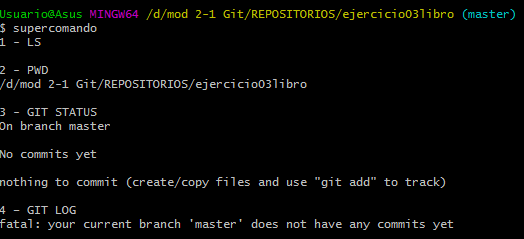 Usuario@Asus MINGW64 /d/mod 2-1 Git/REPOSITORIOS/ejercicio03libro (master)
$ supercomando
1 - LS

2 - PWD
/d/mod 2-1 Git/REPOSITORIOS/ejercicio03libro

3 - GIT STATUS
On branch master

No commits yet

nothing to commit (create/copy files and use "git add" to track)

4 - GIT LOG
fatal: your current branch 'master' does not have any commits yet